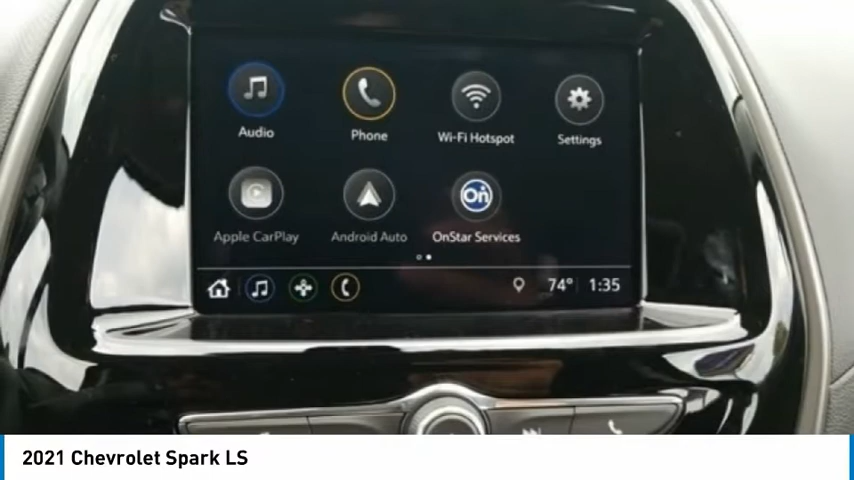 Audio Phone Wi-Fi Hotspot Settings
Apple CarPlay Android Auto On OnStar Services
74° 1:35
2021 Chevrolet Spark LS